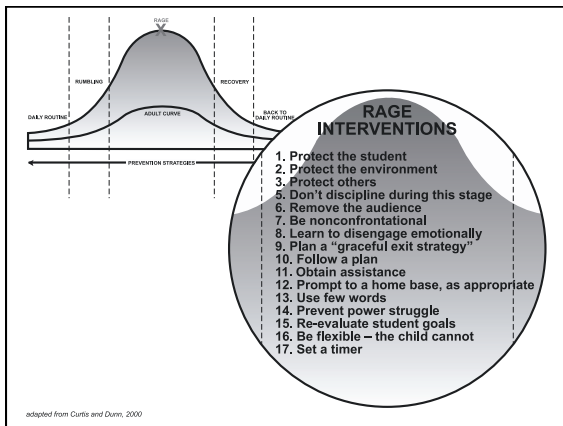 RAGE
RUMBLING
RECOVERY
DAILY ROUTINE
ADULT CURVE
BACK TO
DAILY ROUTINE
PREVENTION STRATEGIES
RAGE
INTERVENTIONS
1. Protect the student
2. Protect the environment
3. Protect others
5. Don't discipline during this stage
6. Remove the audience
7. Be nonconfrontational
8. Learn to disengage emotionally
9. Plan a “graceful exit strategy”
10. Follow a plan
11. Obtain assistance
12. Prompt to a home base, as appropriate
13. Use few words
14. Prevent power struggle
15. Re-evaluate student goals
16. Be flexible – the child cannot
17. Set a timer
adapted from Curtis and Dunn, 2000